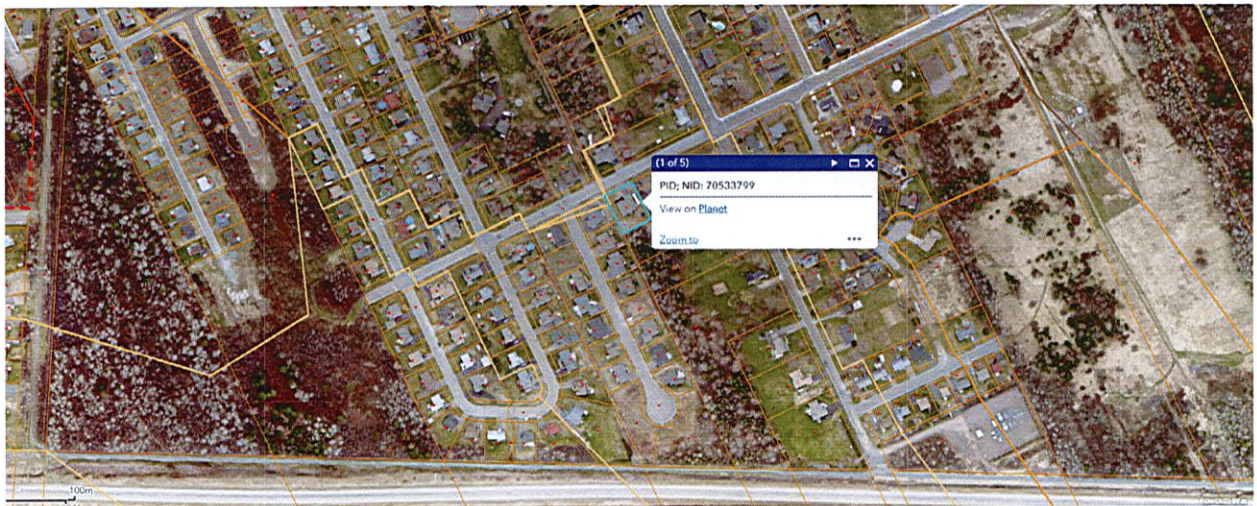 (1 of 5)
PID; NID: 70533799
View on Planet
Zoom to
100m